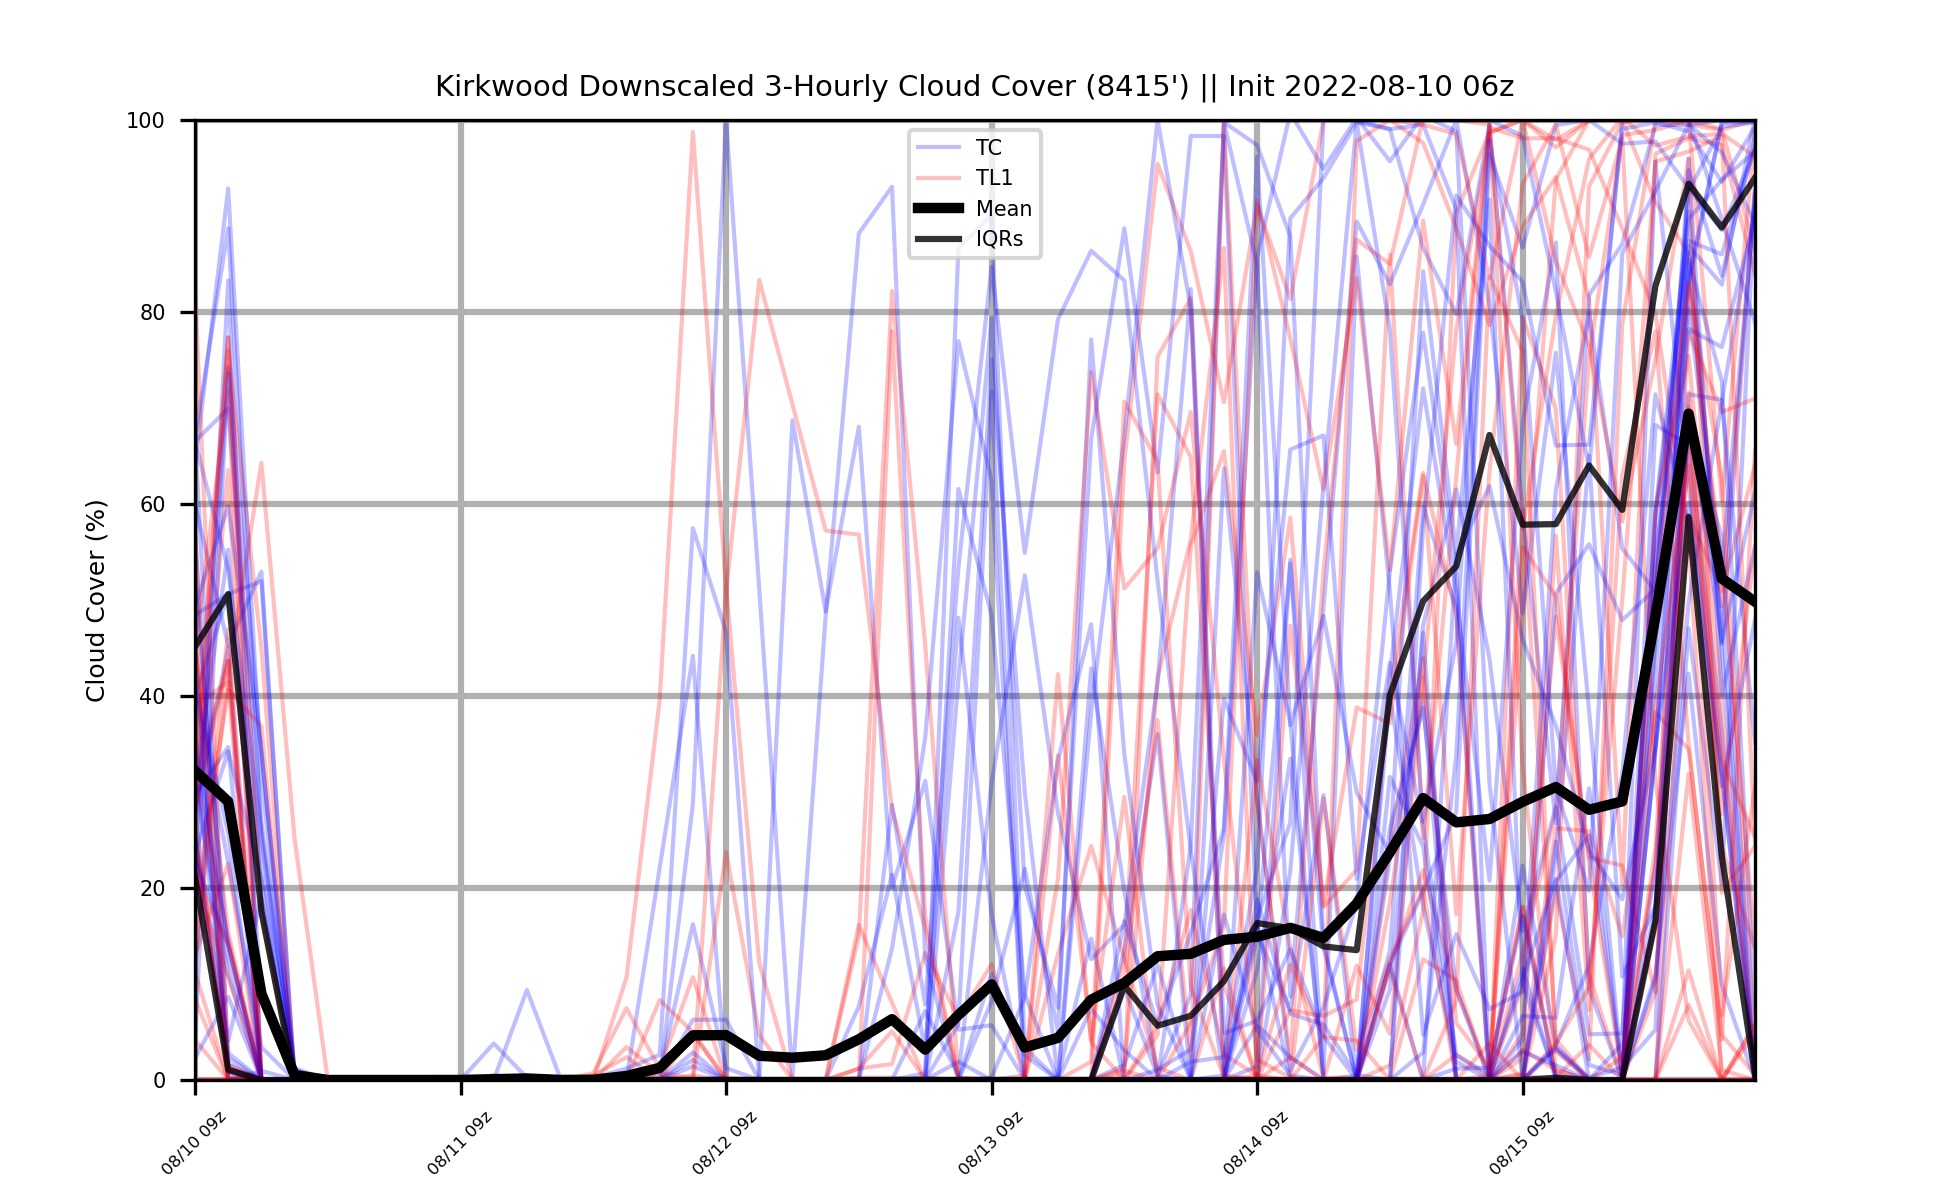 Kirkwood Downscaled 3-Hourly Cloud Cover (8415') || Init 2022-08-10 06z
TC
TL1
Mean
IQRs
Cloud Cover (%)
100
80
60
40
20
0
08/10 09z
08/11 09z
08/12 09z
08/13 09z
08/14 09z
08/15 09z